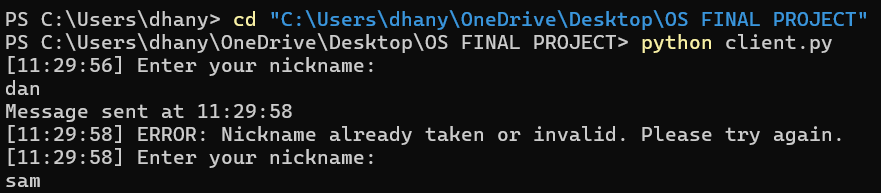 PS C:\Users\dhany> cd "C:\Users\dhany\OneDrive\Desktop\OS FINAL PROJECT"
PS C:\Users\dhany\OneDrive\Desktop\OS FINAL PROJECT> python client.py
[11:29:56] Enter your nickname:
dan
Message sent at 11:29:58
[11:29:58] ERROR: Nickname already taken or invalid. Please try again.
[11:29:58] Enter your nickname:
sam